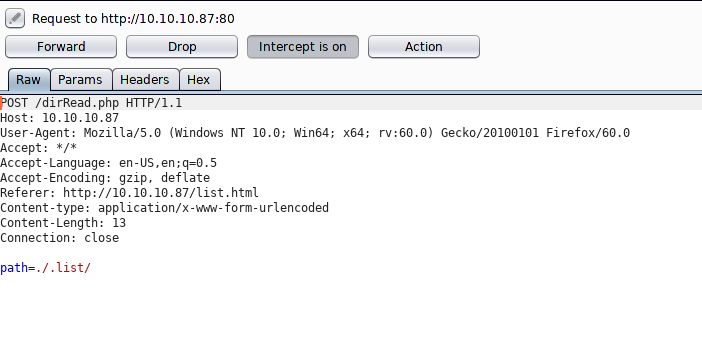 Request to http://10.10.10.87:80
Forward Drop Intercept is on Action
Raw Params Headers Hex
POST /dirRead.php HTTP/1.1
Host: 10.10.10.87
User-Agent: Mozilla/5.0 (Windows NT 10.0; Win64; x64; rv:60.0) Gecko/20100101 Firefox/60.0
Accept: */*
Accept-Language: en-US,en;q=0.5
Accept-Encoding: gzip, deflate
Referer: http://10.10.10.87/list.html
Content-type: application/x-www-form-urlencoded
Content-Length: 13
Connection: close
path=./.list/